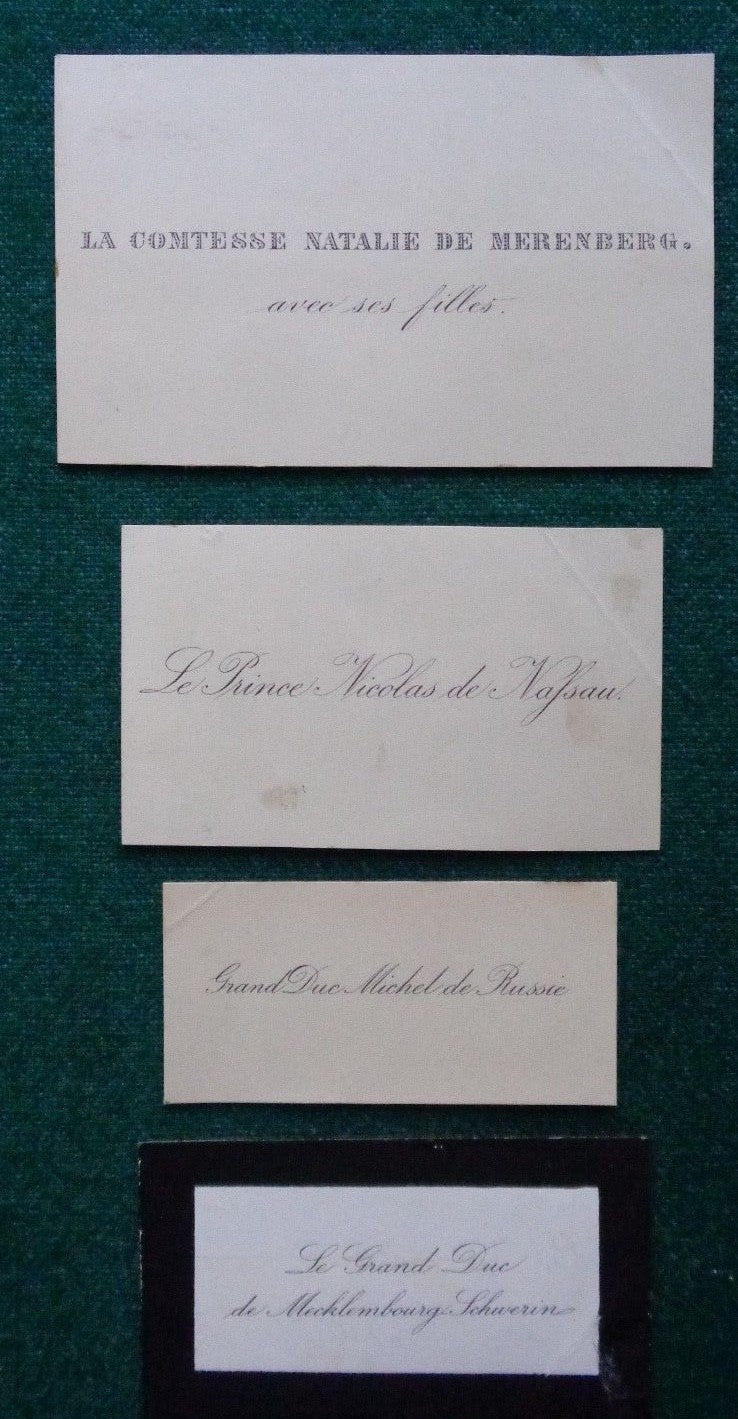 LA COMTESSE NATALIE DE MERENBERG.
avec ses filles.
Le Prince Nicolas de Naſsau.
Grand Duc Michel de Russie
Le Grand Duc
de Mecklembourg Schwerin